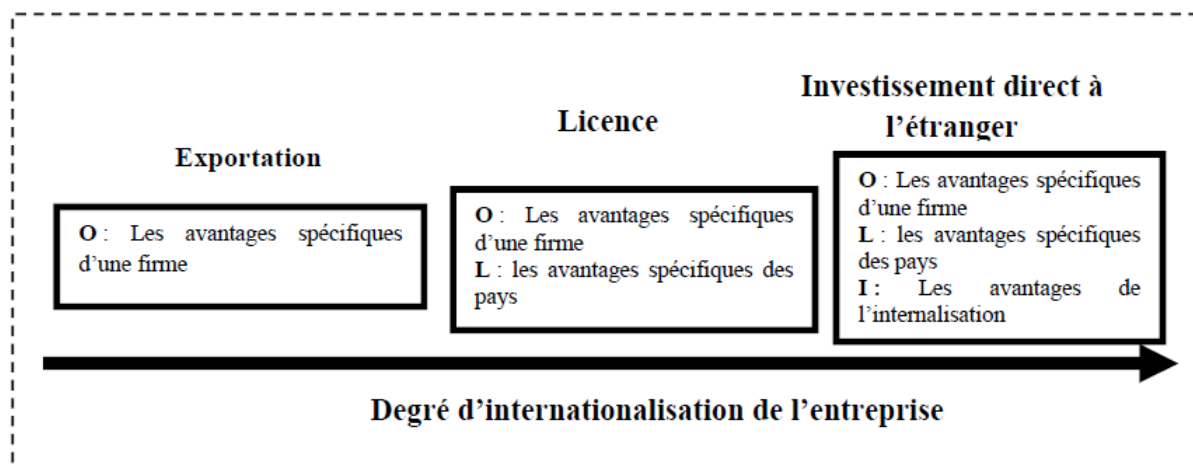 Exportation
O : Les avantages spécifiques
d'une firme
Licence
O : Les avantages spécifiques
d'une firme
L : les avantages spécifiques des
pays
Investissement direct à
l'étranger
O : Les avantages spécifiques
d'une firme
L : les avantages spécifiques
des pays
I : Les avantages de
l'internalisation
Degré d'internationalisation de l'entreprise